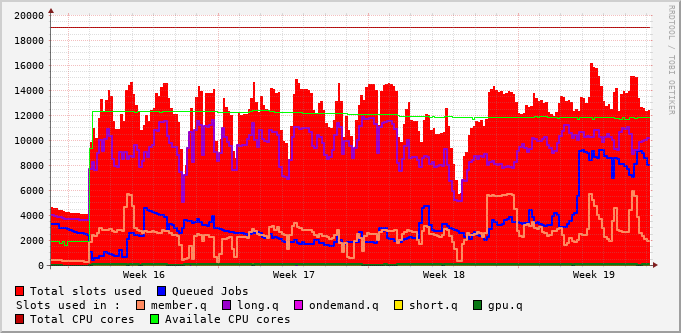 RRDTOOL / TOBI OETIKER
20000
18000
16000
14000
12000
10000
8000
6000
4000
2000
0
Week 16 Week 17 Week 18 Week 19
Total slots used Queued Jobs
Slots used in : member.q long.q ondemand.q short.q gpu.q
Total CPU cores Availale CPU cores